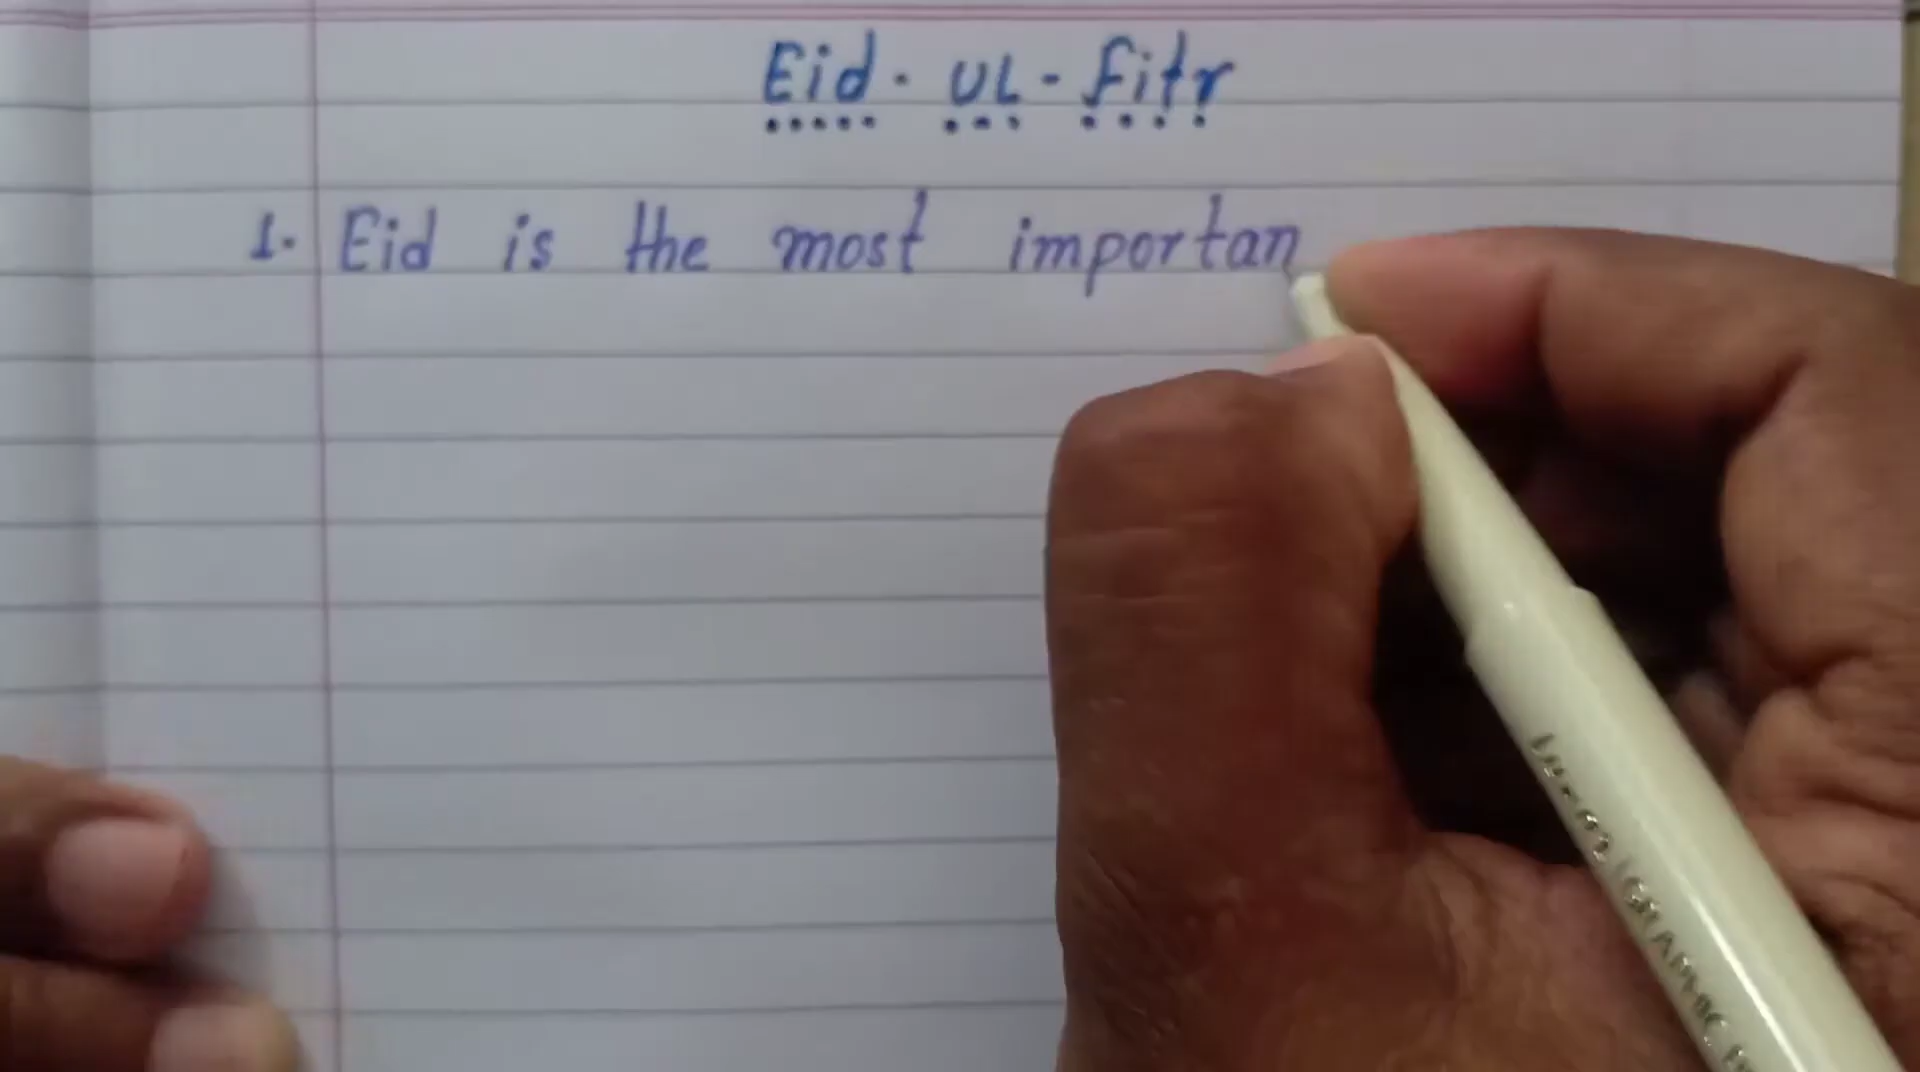 Eid - UL - Fitr
1. Eid is the most importan